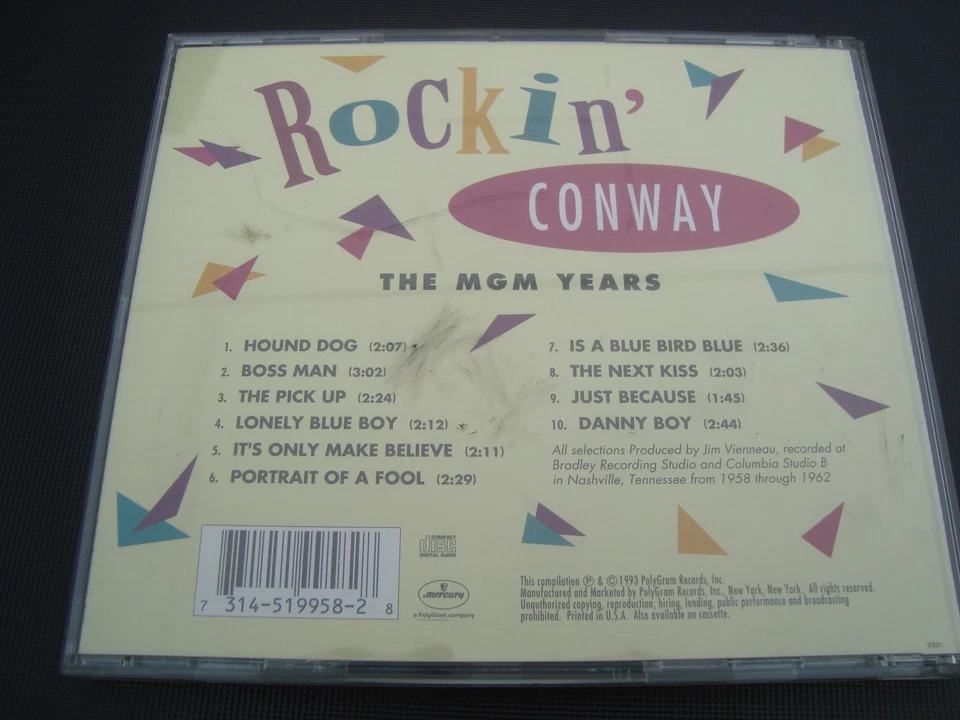 Rockin'
CONWAY
THE MGM YEARS
1. HOUND DOG (2:07)
2. BOSS MAN (3:02)
3. THE PICK UP (2:24)
4. LONELY BLUE BOY (2:12)
5. IT'S ONLY MAKE BELIEVE (2:11)
6. PORTRAIT OF A FOOL (2:29)
7. IS A BLUE BIRD BLUE (2:36)
8. THE NEXT KISS (2:03)
9. JUST BECAUSE (1:45)
10. DANNY BOY (2:44)
All selections Produced by Jim Vienneau, recorded at
Bradley Recording Studio and Columbia Studio B
in Nashville, Tennessee from 1958 through 1962
7 314-519958-2 8
COMPACT
disc
DIGITAL AUDIO
mercury
a PolyGram company
This compilation ℗ & © 1993 PolyGram Records, Inc.
Manufactured and Marketed by PolyGram Records, Inc., New York, New York. All rights reserved.
Unauthorized copying, reproduction, hiring, lending, public performance and broadcasting
prohibited. Printed in U.S.A. Also available on cassette.